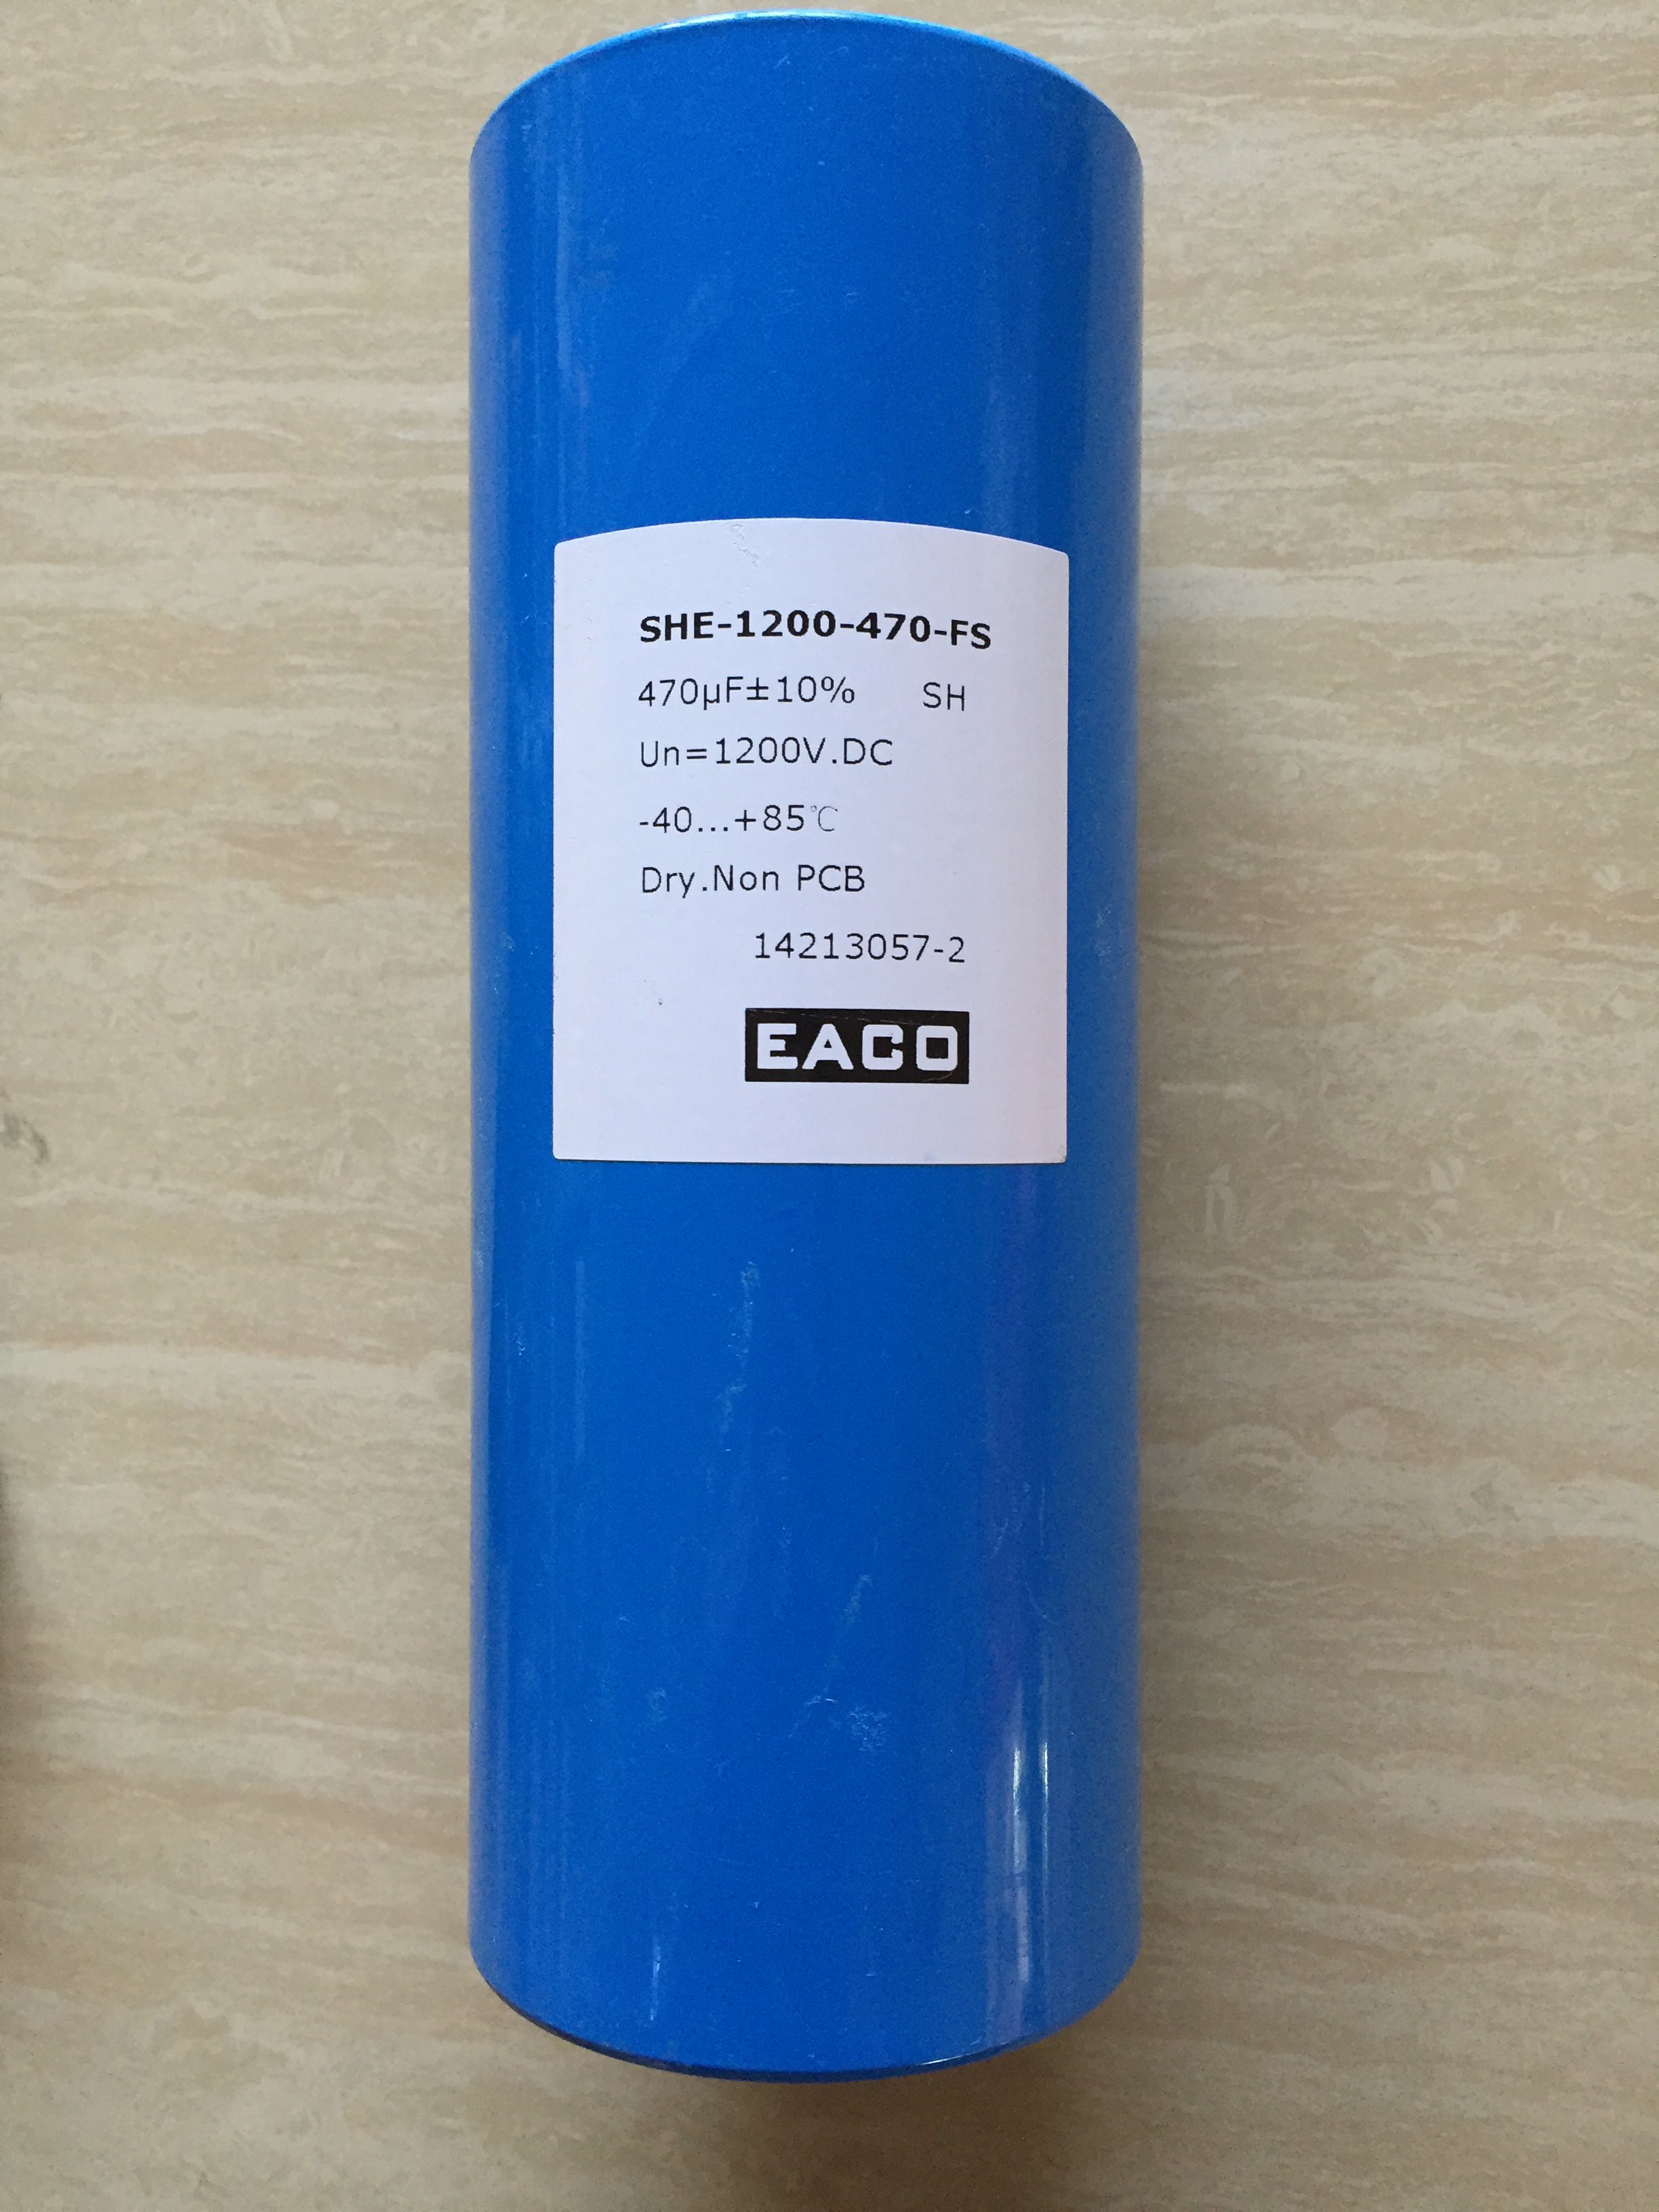 SHE-1200-470-FS
470µF±10% SH
Un=1200V.DC
-40...+85℃
Dry.Non PCB
14213057-2
EACO